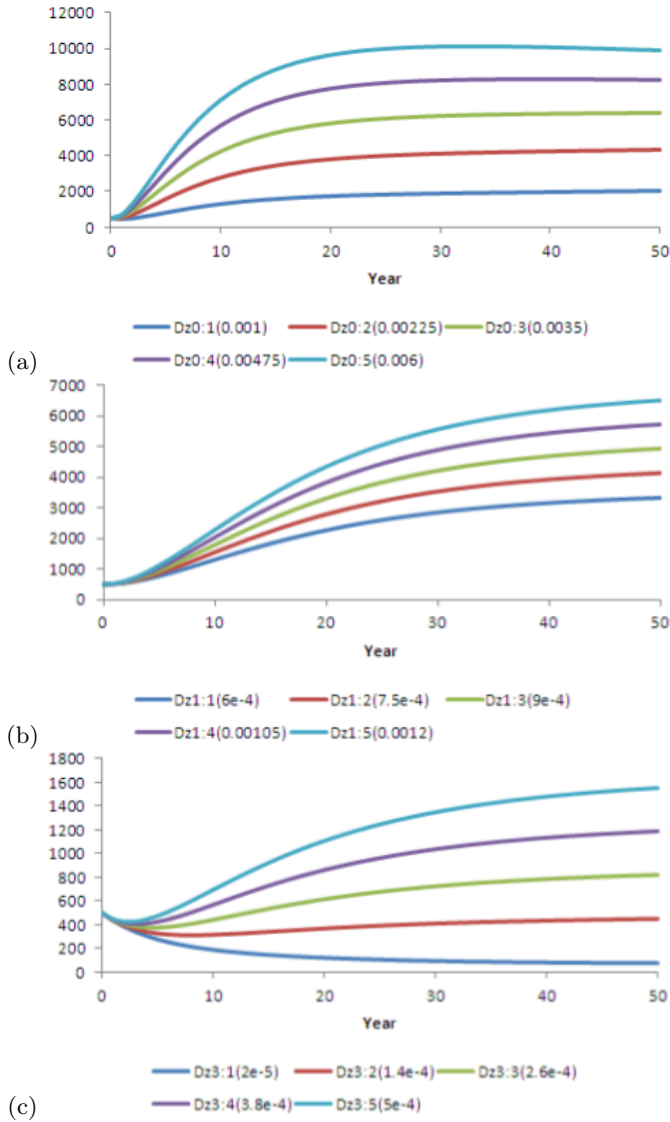 12000
10000
8000
6000
4000
2000
0
0 10 20 30 40 50
Year
Dz0:1(0.001) Dz0:2(0.00225) Dz0:3(0.0035)
Dz0:4(0.00475) Dz0:5(0.006)
(a)
7000
6000
5000
4000
3000
2000
1000
0
0 10 20 30 40 50
Year
Dz1:1(6e-4) Dz1:2(7.5e-4) Dz1:3(9e-4)
Dz1:4(0.00105) Dz1:5(0.0012)
(b)
1800
1600
1400
1200
1000
800
600
400
200
0
0 10 20 30 40 50
Year
Dz3:1(2e-5) Dz3:2(1.4e-4) Dz3:3(2.6e-4)
Dz3:4(3.8e-4) Dz3:5(5e-4)
(c)